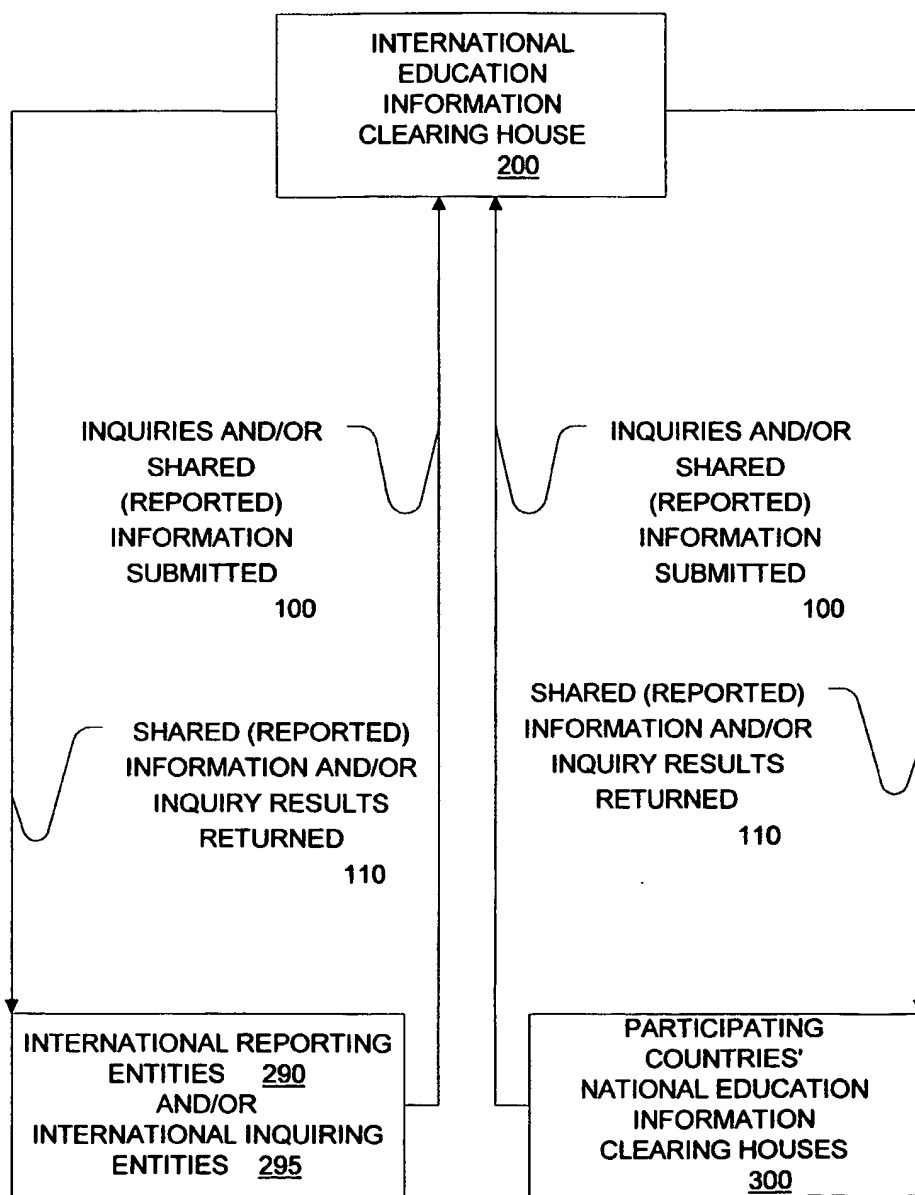 INTERNATIONAL
EDUCATION
INFORMATION
CLEARING HOUSE
200
INQUIRIES AND/OR
SHARED
(REPORTED)
INFORMATION
SUBMITTED
100
INQUIRIES AND/OR
SHARED
(REPORTED)
INFORMATION
SUBMITTED
100
SHARED (REPORTED)
INFORMATION AND/OR
INQUIRY RESULTS
RETURNED
110
SHARED (REPORTED)
INFORMATION AND/OR
INQUIRY RESULTS
RETURNED
110
INTERNATIONAL REPORTING
ENTITIES 290
AND/OR
INTERNATIONAL INQUIRING
ENTITIES 295
PARTICIPATING
COUNTRIES'
NATIONAL EDUCATION
INFORMATION
CLEARING HOUSES
300